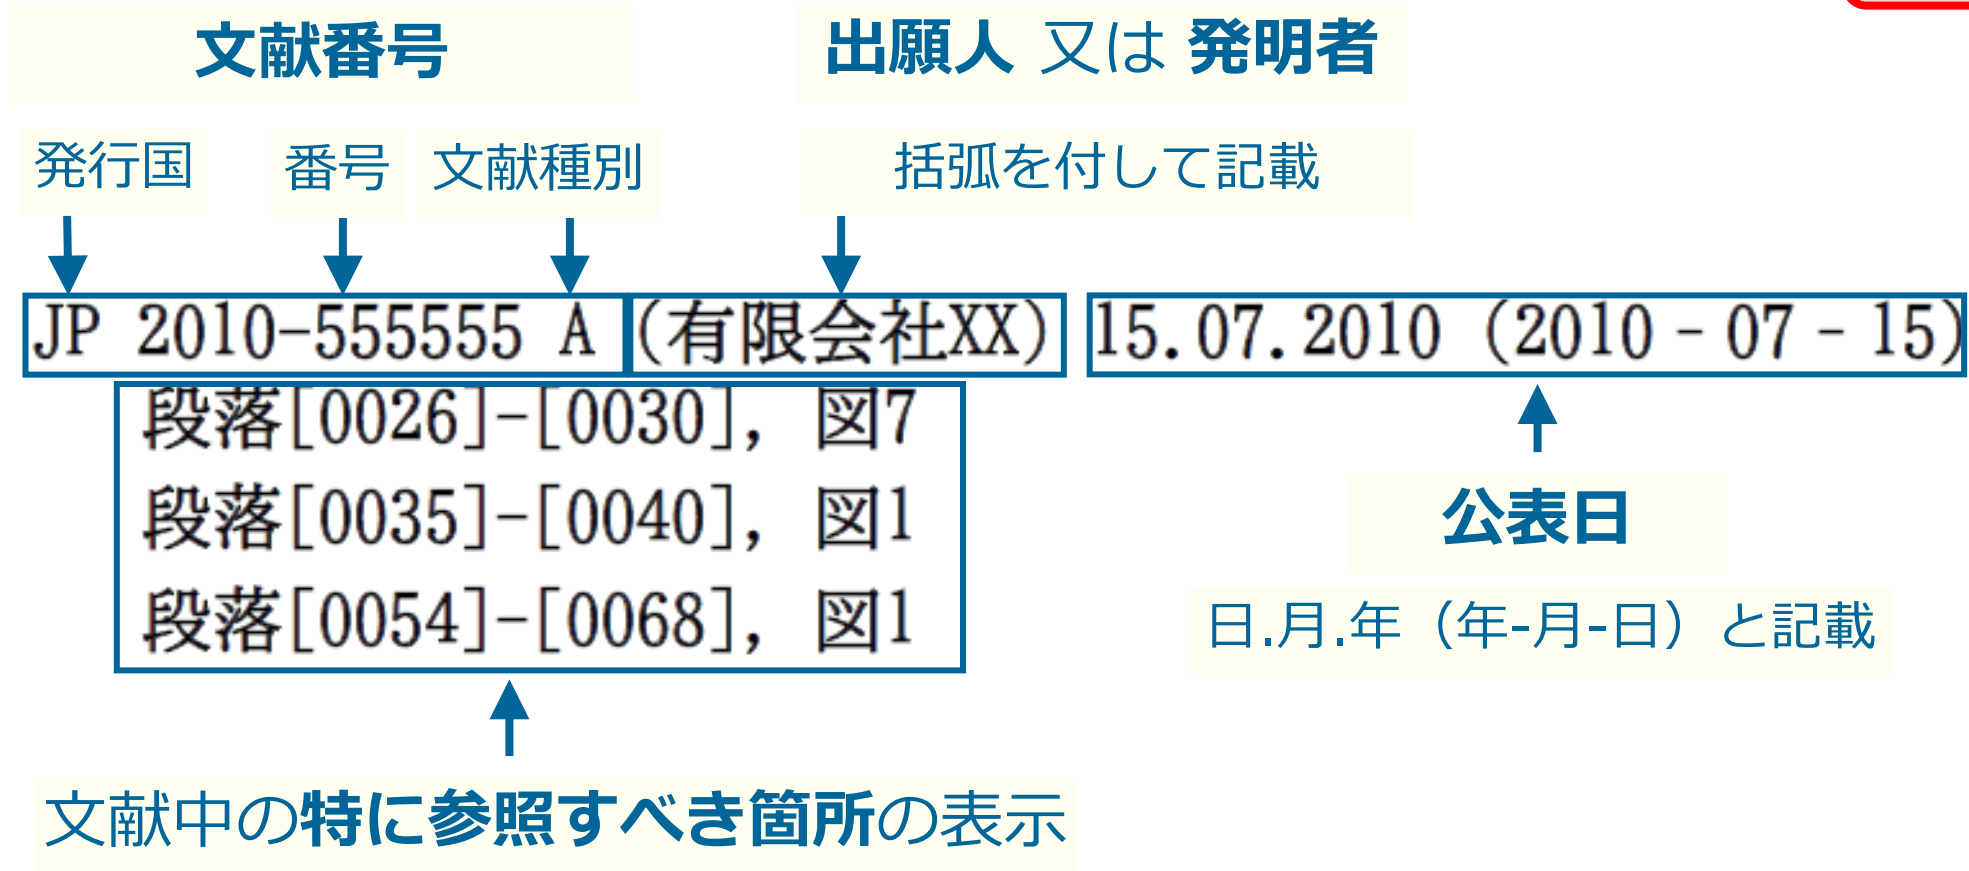 文献番号
出願人 又は 発明者
発行国
番号
文献種別
括弧を付して記載
JP 2010-555555 A (有限会社XX) 15.07.2010 (2010‐07‐15)
段落[0026]-[0030], 図7
段落[0035]-[0040], 図1
段落[0054]-[0068], 図1
公表日
日.月.年（年-月-日）と記載
文献中の特に参照すべき箇所の表示